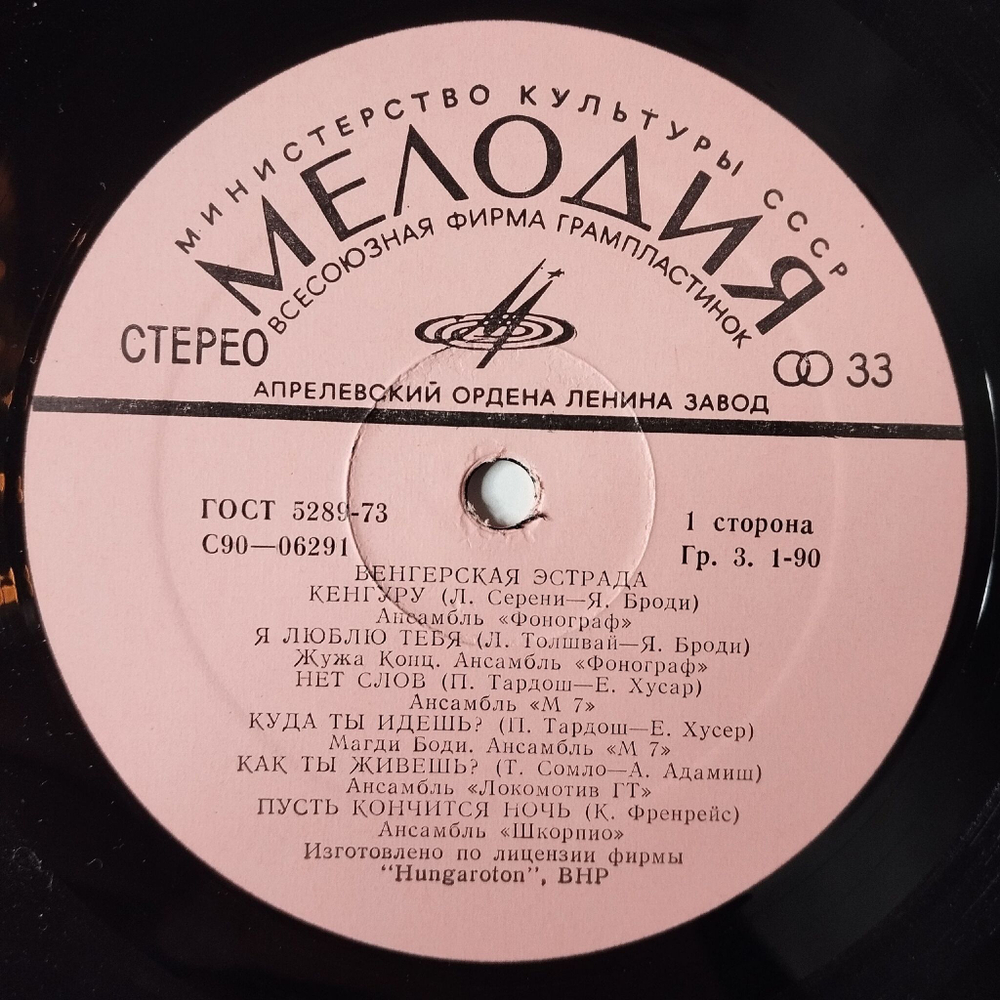 МИНИСТЕРСТВО КУЛЬТУРЫ СССР
МЕЛОДИЯ
ВСЕСОЮЗНАЯ ФИРМА ГРАМПЛАСТИНОК
СТЕРЕО
33
АПРЕЛЕВСКИЙ ОРДЕНА ЛЕНИНА ЗАВОД
ГОСТ 5289-73
1 сторона
С90—06291
Гр. 3. 1-90
ВЕНГЕРСКАЯ ЭСТРАДА
КЕНГУРУ (Л. Серени—Я. Броди)
Ансамбль «Фонограф»
Я ЛЮБЛЮ ТЕБЯ (Л. Толшвай—Я. Броди)
Жужа Конц. Ансамбль «Фонограф»
НЕТ СЛОВ (П. Тардош—Е. Хусар)
Ансамбль «М 7»
КУДА ТЫ ИДЕШЬ? (П. Тардош—Е. Хусер)
Магди Боди. Ансамбль «М 7»
КАК ТЫ ЖИВЕШЬ? (Т. Сомло—А. Адамиш)
Ансамбль «Локомотив ГТ»
ПУСТЬ КОНЧИТСЯ НОЧЬ (К. Френрейс)
Ансамбль «Шкорпио»
Изготовлено по лицензии фирмы
“Hungaroton”, ВНР